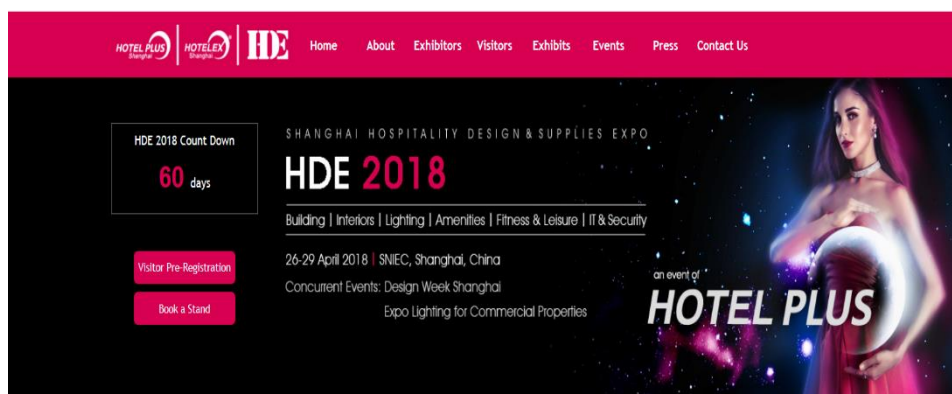 HOTEL PLUS
Shanghai
HOTELEX
Shanghai
HDE
Home About Exhibitors Visitors Exhibits Events Press Contact Us
HDE 2018 Count Down
60 days
Visitor Pre-Registration
Book a Stand
SHANGHAI HOSPITALITY DESIGN & SUPPLIES EXPO
HDE 2018
Building | Interiors | Lighting | Amenities | Fitness & Leisure | IT & Security
26-29 April 2018 | SNIEC, Shanghai, China
Concurrent Events: Design Week Shanghai
Expo Lighting for Commercial Properties
an event of
HOTEL PLUS